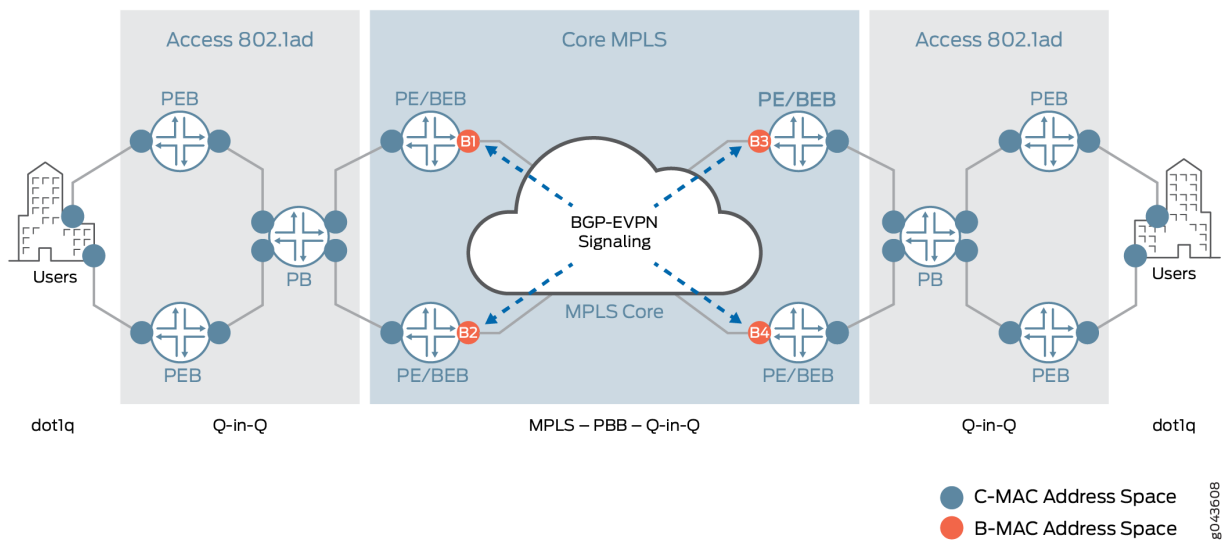 Access 802.1ad
Core MPLS
Access 802.1ad
PEB
PE/BEB
PE/BEB
PEB
B1
B3
BGP-EVPN
Signaling
Users
PB
PB
Users
MPLS Core
B2
B4
PEB
PE/BEB
PE/BEB
PEB
dot1q
Q-in-Q
MPLS – PBB – Q-in-Q
Q-in-Q
dot1q
C-MAC Address Space
B-MAC Address Space
g043608